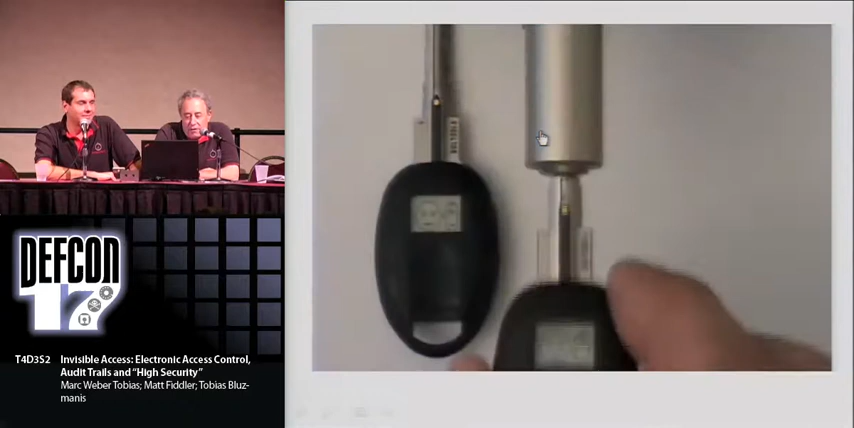 DEFCON
17
T4D3S2 Invisible Access: Electronic Access Control,
Audit Trails and “High Security”
Marc Weber Tobias; Matt Fiddler; Tobias Bluz-
manis